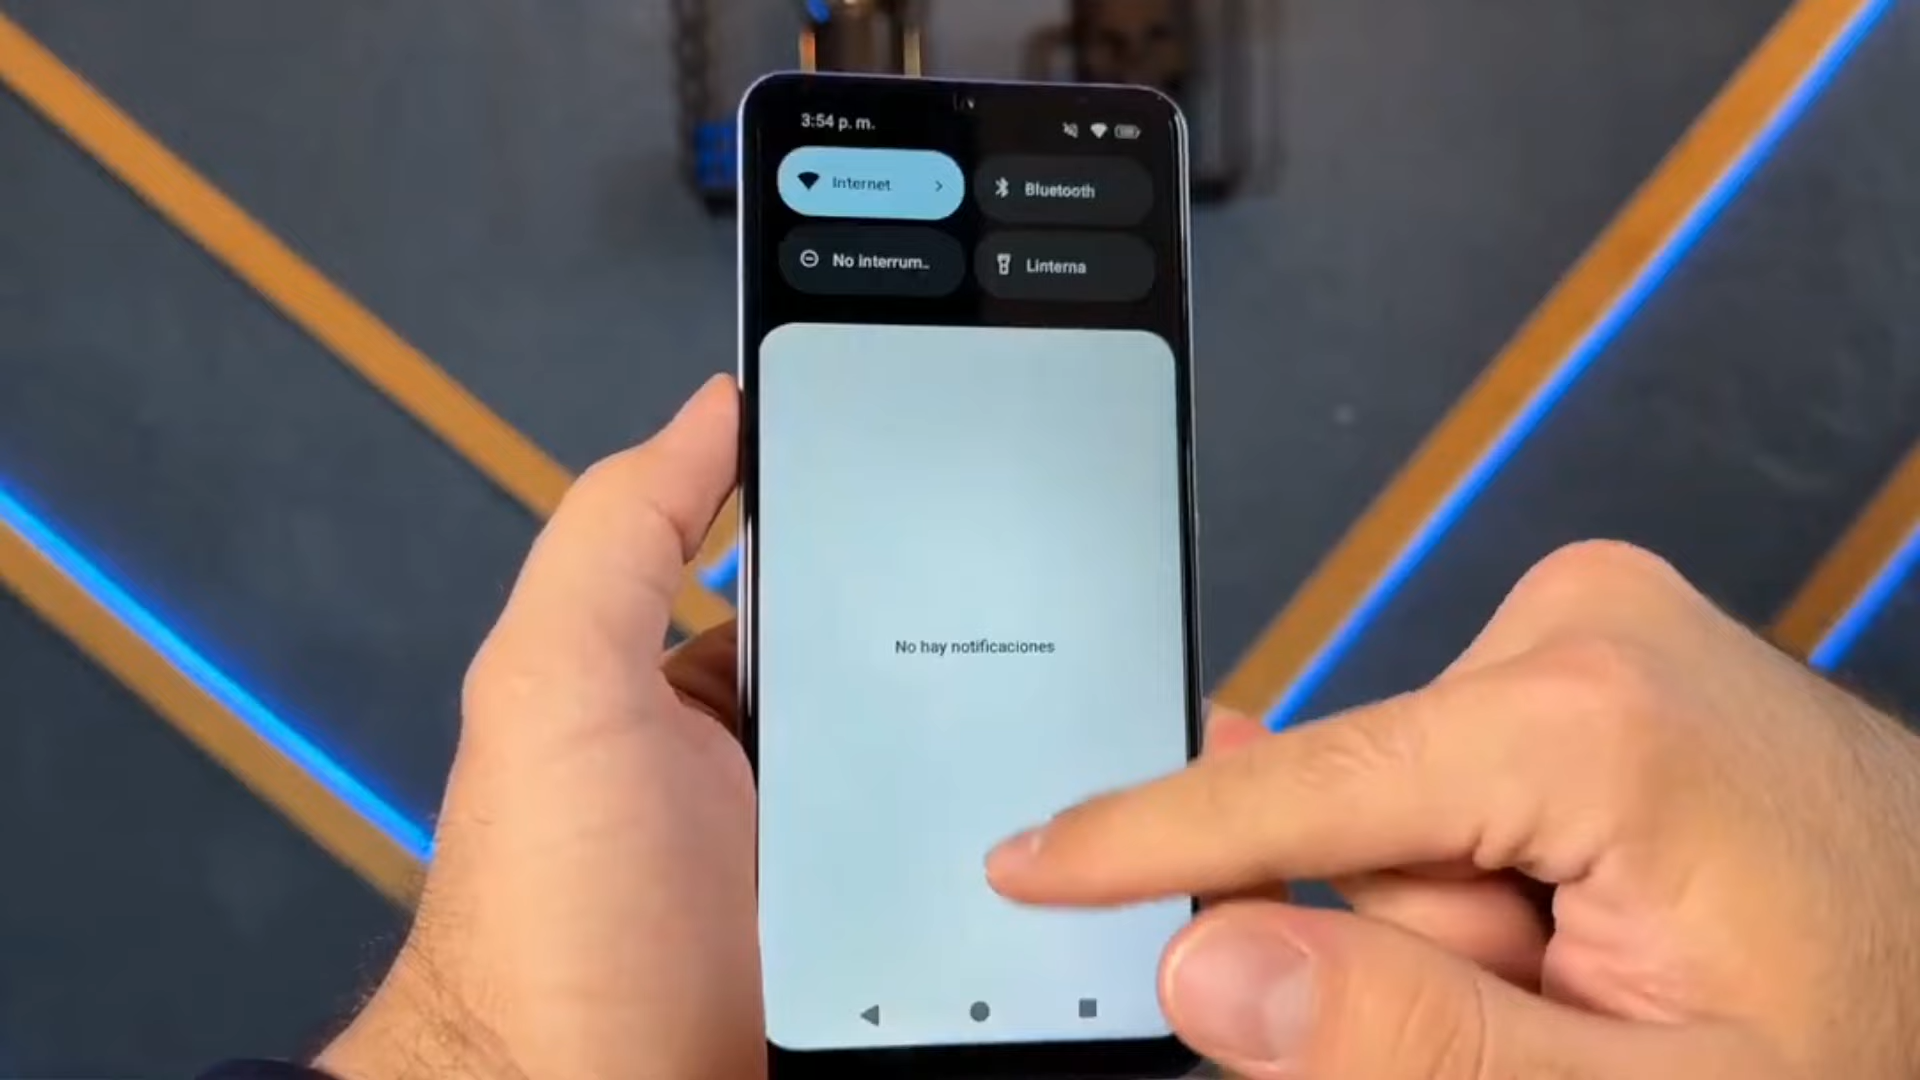 3:54 p. m.
Internet
Bluetooth
No interrum..
Linterna
No hay notificaciones